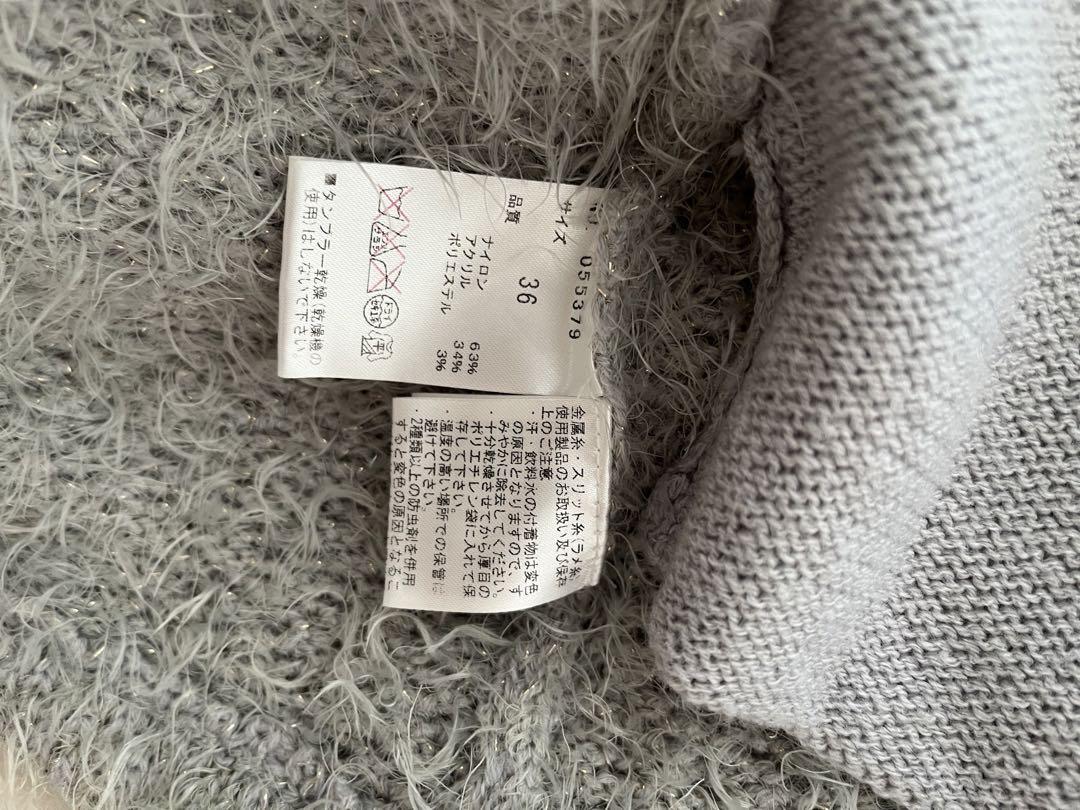 055379
サイズ
36
品質
ナイロン 63%
アクリル 34%
ポリエステル 3%
ドライ
タンブラー乾燥(乾燥機の
使用)はしないで下さい。
金属糸・スリット糸(ラメ糸)
使用製品のお取扱い及び保存
上のご注意
・汗、飲料水の付着物は変色
の原因となりますので、す
みやかに除去してください。
・十分乾燥させてから厚目の
ポリエチレン袋に入れて保
存して下さい。
・温度の高い場所での保管は
避けて下さい。
・2種類以上の防虫剤を併用
すると変色の原因となるこ